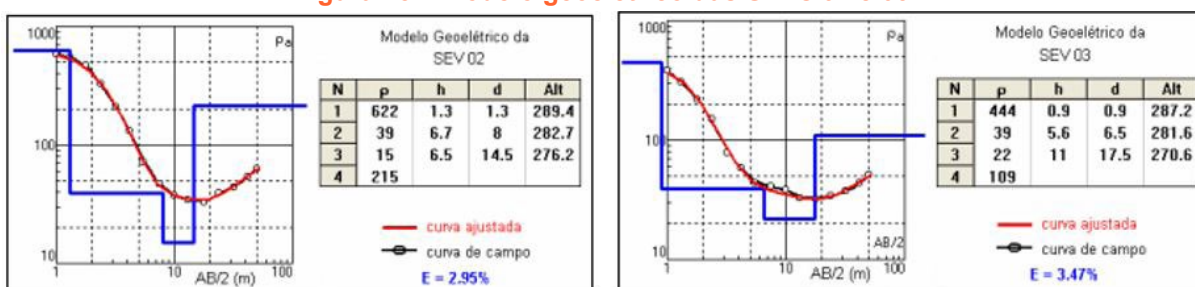 1000
Pa
100
10
1
10
100
AB/2 (m)
Modelo Geoelétrico da
SEV 02
N ρ h d Alt
1 622 1.3 1.3 289.4
2 39 6.7 8 282.7
3 15 6.5 14.5 276.2
4 215
curva ajustada
curva de campo
E = 2.95%
1000
Pa
100
10
1
10
100
AB/2
AB/2 (m)
Modelo Geoelétrico da
SEV 03
N ρ h d Alt
1 444 0.9 0.9 287.2
2 39 5.6 6.5 281.6
3 22 11 17.5 270.6
4 109
curva ajustada
curva de campo
E = 3.47%